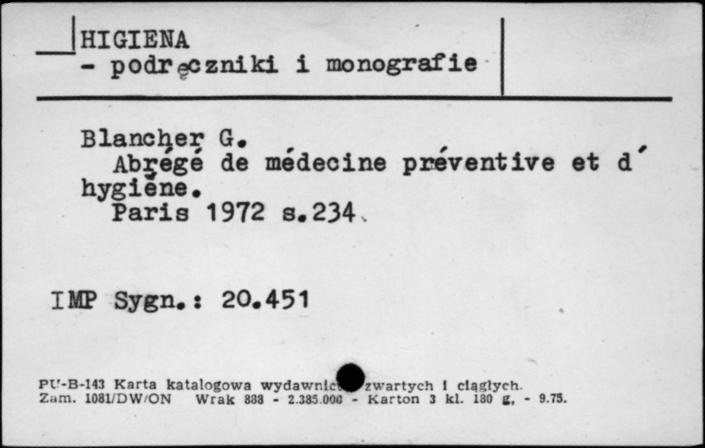 HIGIENA
- podręczniki i monografie
Blancher G.
Abrégé de médecine préventive et d´
hygiène.
Paris 1972 s.234.
IMP Sygn.: 20.451
PU-B-143 Karta katalogowa zwartych i ciągłych.
Zam. 1081/DW/ON Wrak 888 - 2.385.000 - Karton 3 kl. 180 g. - 9.75.